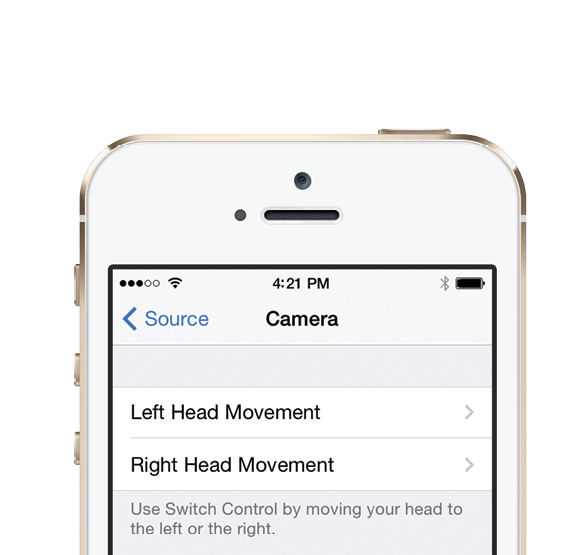 4:21 PM
Source Camera
Left Head Movement
Right Head Movement
Use Switch Control by moving your head to
the left or the right.